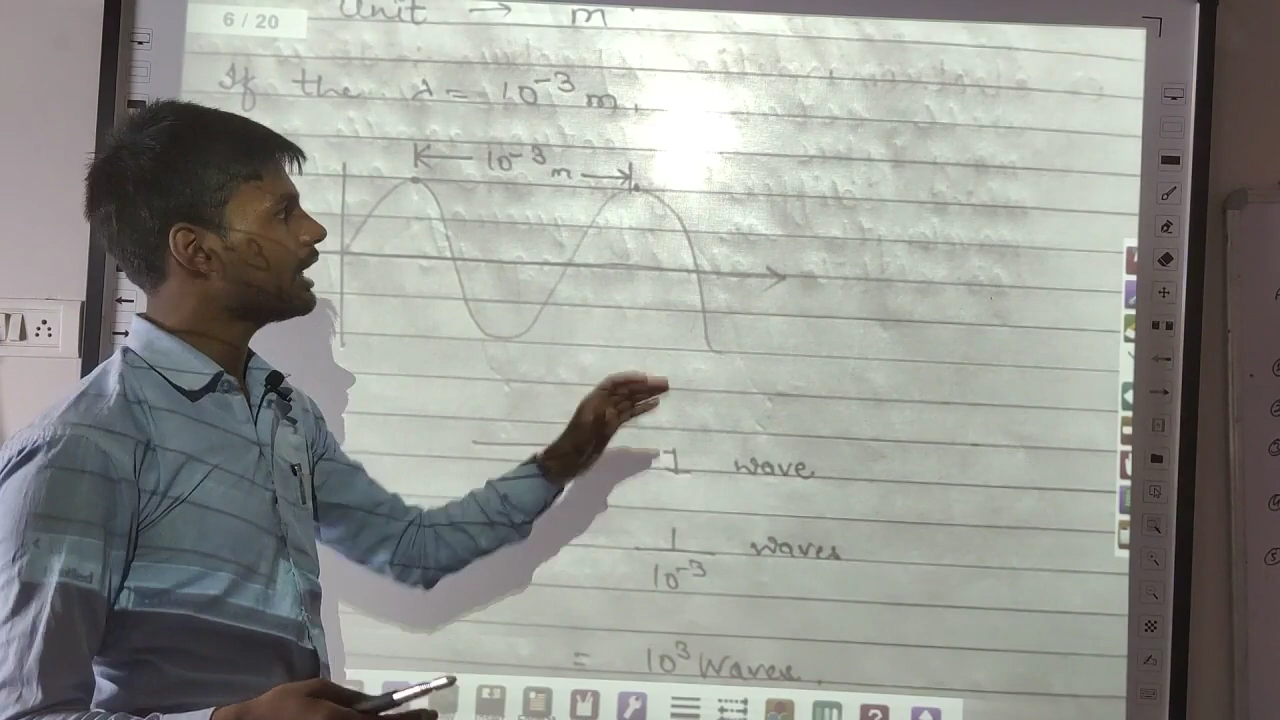 Unit → m
6 / 20
If the λ = 10⁻³ m.
10⁻³ m
1 wave
1/10⁻³ waves
= 10³ Waves.